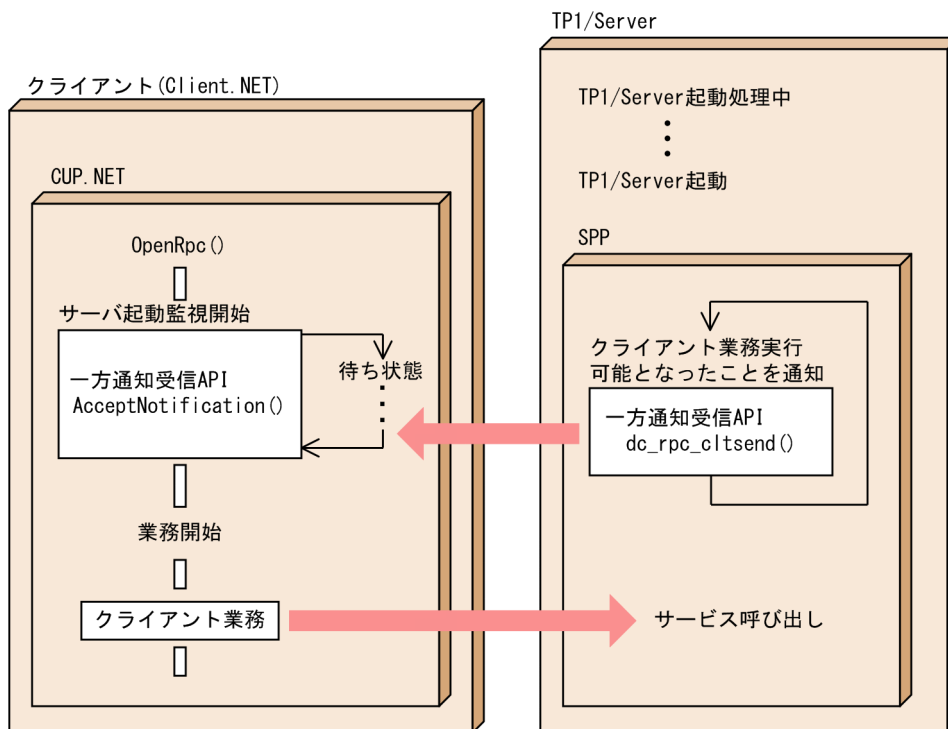 クライアント(Client.NET)
CUP.NET
OpenRpc()
サーバ起動監視開始
一方通知受信API
AcceptNotification()
待ち状態
業務開始
クライアント業務
TP1/Server
TP1/Server起動処理中
TP1/Server起動
SPP
クライアント業務実行
可能となったことを通知
一方通知受信API
dc_rpc_cltsend()
サービス呼び出し